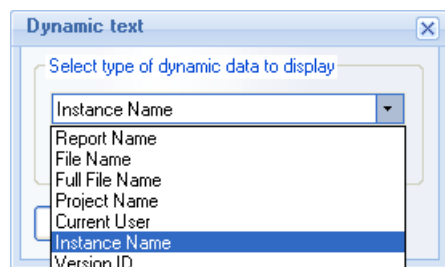 Dynamic text
Select type of dynamic data to display
Instance Name
Report Name
File Name
Full File Name
Project Name
Current User
Instance Name
Version ID